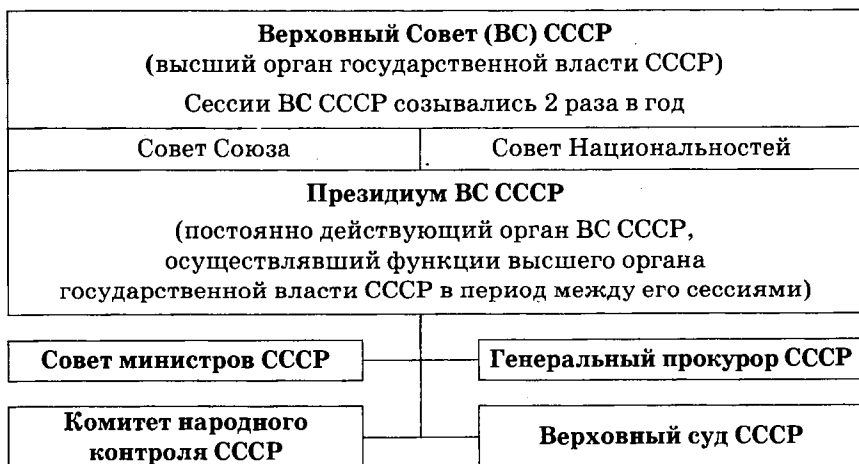 Верховный Совет (ВС) СССР
(высший орган государственной власти СССР)
Сессии ВС СССР созывались 2 раза в год
Совет Союза
Совет Национальностей
Президиум ВС СССР
(постоянно действующий орган ВС СССР,
осуществлявший функции высшего органа
государственной власти СССР в период между его сессиями)
Совет министров СССР
Генеральный прокурор СССР
Комитет народного
контроля СССР
Верховный суд СССР